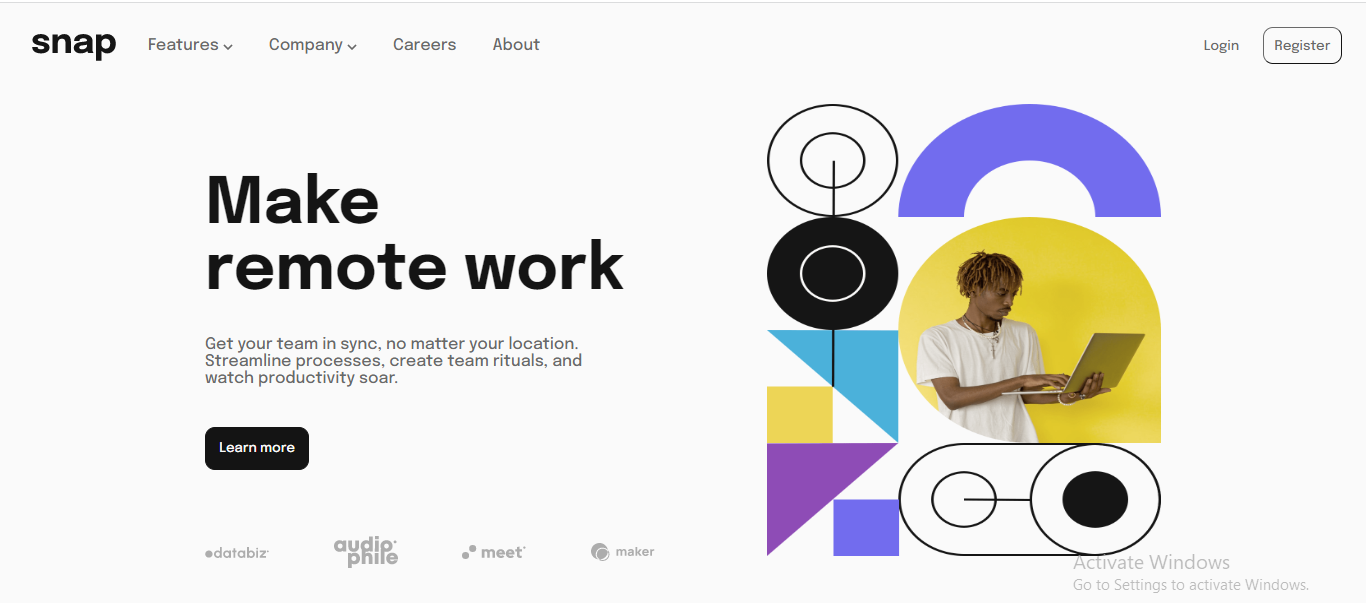 snap
Features
Company
Careers
About
Login
Register
Make
remote work
Get your team in sync, no matter your location.
Streamline processes, create team rituals, and
watch productivity soar.
Learn more
databiz
audiophile
meet
maker
Activate Windows
Go to Settings to activate Windows.